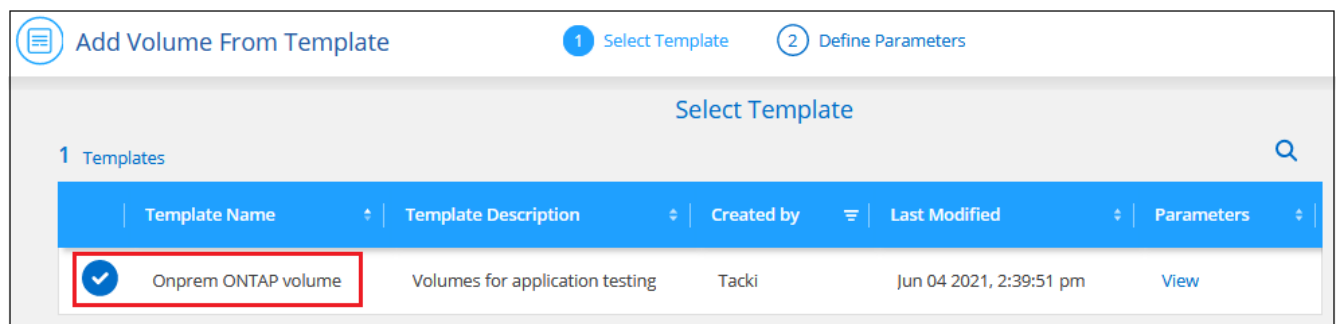 Add Volume From Template
1 Select Template 2 Define Parameters
Select Template
1 Templates
Template Name Template Description Created by Last Modified Parameters
Onprem ONTAP volume Volumes for application testing Tacki Jun 04 2021, 2:39:51 pm View